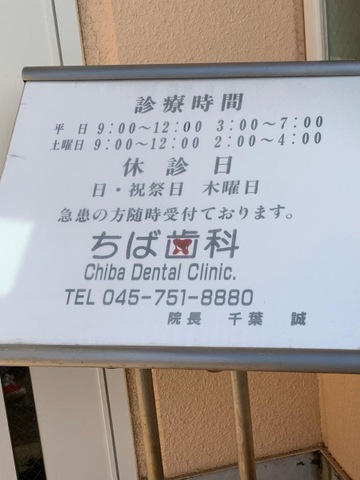 診療時間
平日 9:00〜12:00 3:00〜7:00
土曜日 9:00〜12:00 2:00〜4:00
休診日
日・祝祭日 木曜日
急患の方随時受付ております。
ちば歯科
Chiba Dental Clinic.
TEL 045-751-8880
院長 千葉 誠